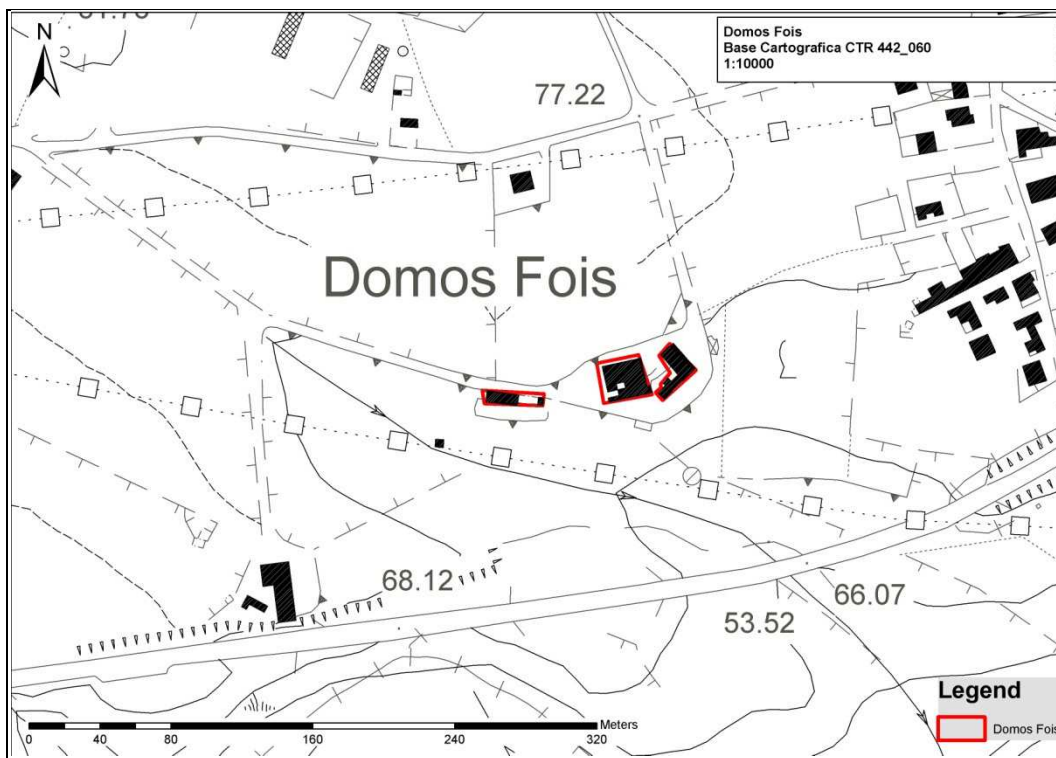 N
Domos Fois
Base Cartografica CTR 442_060
1:10000
77.22
Domos Fois
68.12
66.07
53.52
Legend
Domos Fois
Meters
0 40 80 160 240 320